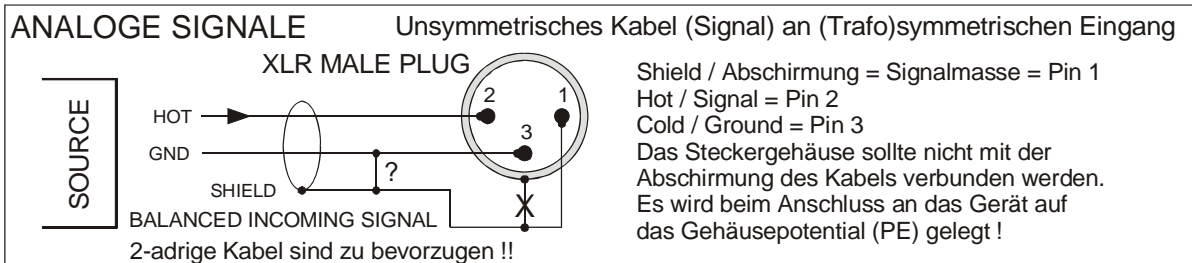 ANALOGE SIGNALE
Unsymmetrisches Kabel (Signal) an (Trafo)symmetrischen Eingang
XLR MALE PLUG
SOURCE
HOT
GND
SHIELD
2
1
3
?
X
BALANCED INCOMING SIGNAL
2-adrige Kabel sind zu bevorzugen !!
Shield / Abschirmung = Signalmasse = Pin 1
Hot / Signal = Pin 2
Cold / Ground = Pin 3
Das Steckergehäuse sollte nicht mit der
Abschirmung des Kabels verbunden werden.
Es wird beim Anschluss an das Gerät auf
das Gehäusepotential (PE) gelegt !